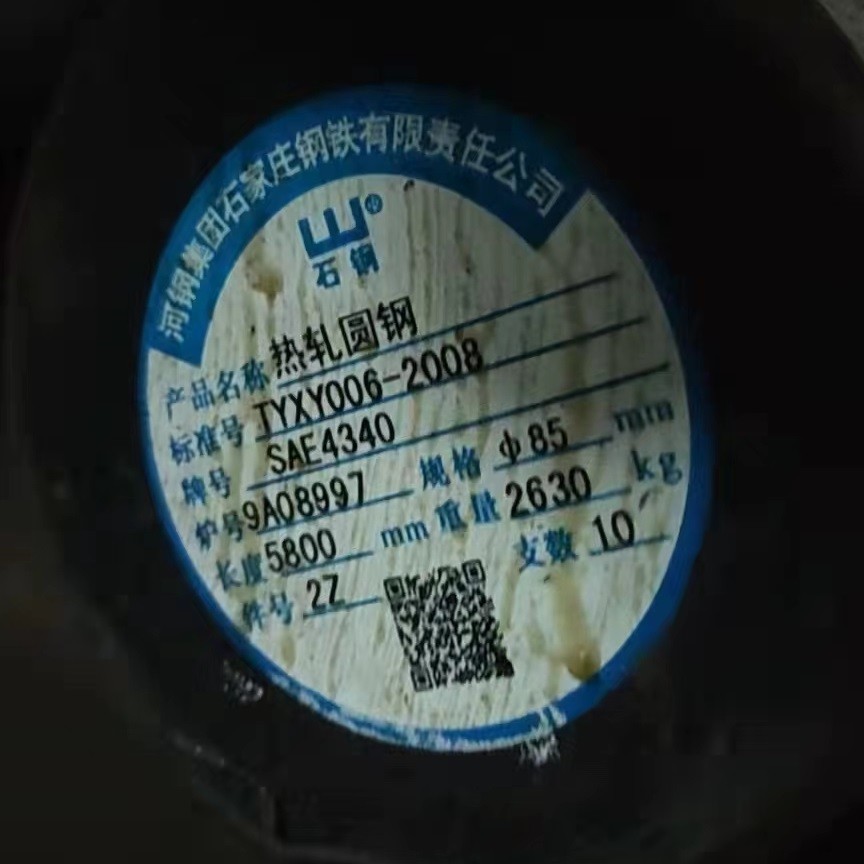 河钢集团石家庄钢铁有限责任公司
石钢
产品名称 热轧圆钢
标准号 TYXY006-2008
牌号 SAE4340
炉号 9A08997 规格 φ85 mm
长度 5800 mm 重量 2630 kg
件号 2Z 支数 10